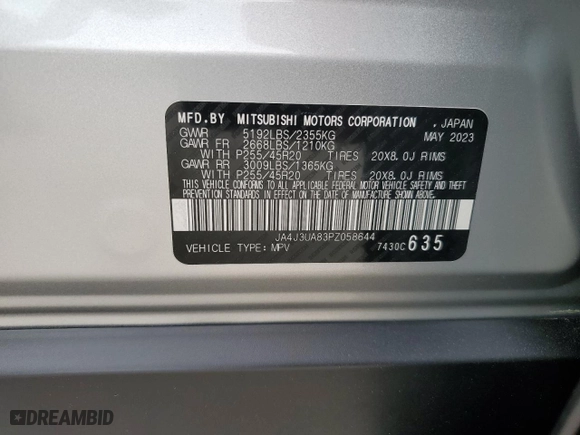 MFD.BY MITSUBISHI MOTORS CORPORATION , JAPAN
GVWR 5192LBS/2355KG MAY 2023
GAWR FR 2668LBS/1210KG
WITH P255/45R20 TIRES 20X8.0J RIMS
GAWR RR 3009LBS/1365KG
WITH P255/45R20 TIRES 20X8.0J RIMS
THIS VEHICLE CONFORMS TO ALL APPLICABLE FEDERAL MOTOR VEHICLE SAFETY AND
THEFT PREVENTION STANDARDS IN EFFECT ON THE DATE OF MANUFACTURE SHOWN ABOVE.
JA4J3UA83PZ058644
VEHICLE TYPE:MPV 7430C 635
DREAMBID